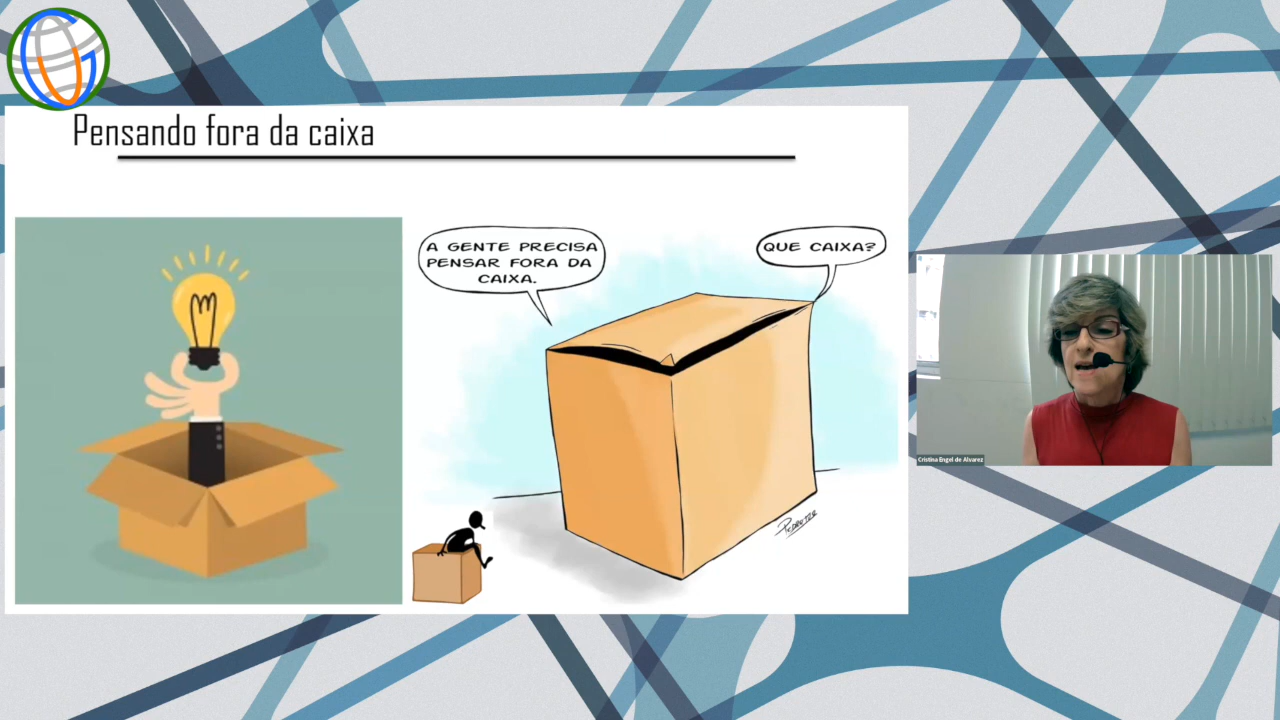 Pensando fora da caixa
A GENTE PRECISA
PENSAR FORA DA
CAIXA.
QUE CAIXA?
Cristina Engel de Alvarez